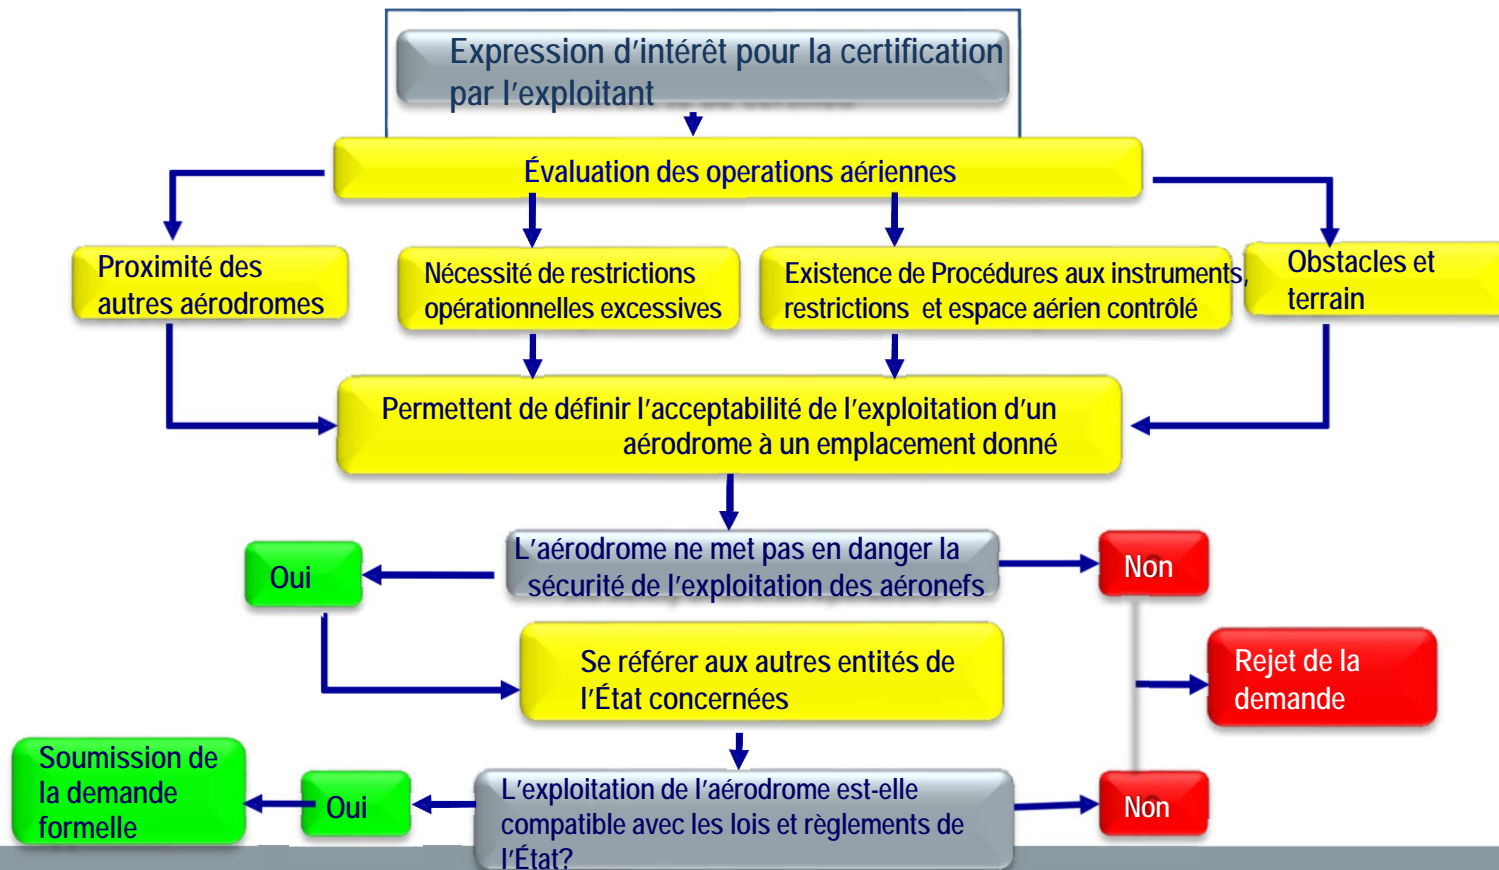 Expression d'intérêt pour la certification
par l'exploitant
Évaluation des operations aériennes
Proximité des
autres aérodromes
Nécessité de restrictions
opérationnelles excessives
Existence de Procédures aux instruments,
restrictions et espace aérien contrôlé
Obstacles et
terrain
Permettent de définir l'acceptabilité de l'exploitation d'un
aérodrome à un emplacement donné
Oui
L'aérodrome ne met pas en danger la
sécurité de l'exploitation des aéronefs
Non
Se référer aux autres entités de
l'État concernées
Rejet de la
demande
Soumission de
la demande
formelle
Oui
L'exploitation de l'aérodrome est-elle
compatible avec les lois et règlements de
l'État?
Non